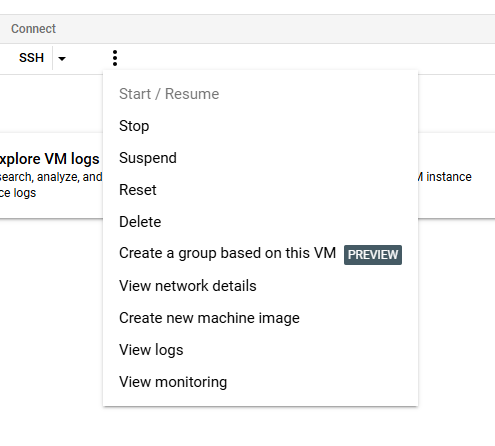 Connect
SSH
Start / Resume
Stop
Suspend
xplore VM logs
Reset
earch, analyze, and
instance
ce logs
Delete
Create a group based on this VM PREVIEW
View network details
Create new machine image
View logs
View monitoring